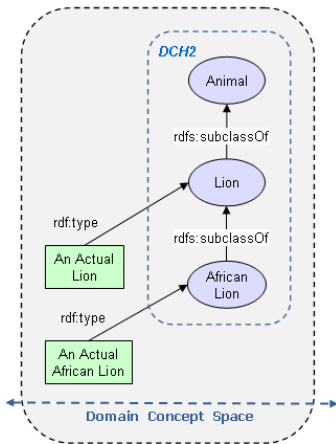 DCH2
Animal
rdfs:subclassOf
Lion
rdf:type
rdfs:subclassOf
An Actual
Lion
African
Lion
rdf:type
An Actual
African Lion
Domain Concept Space